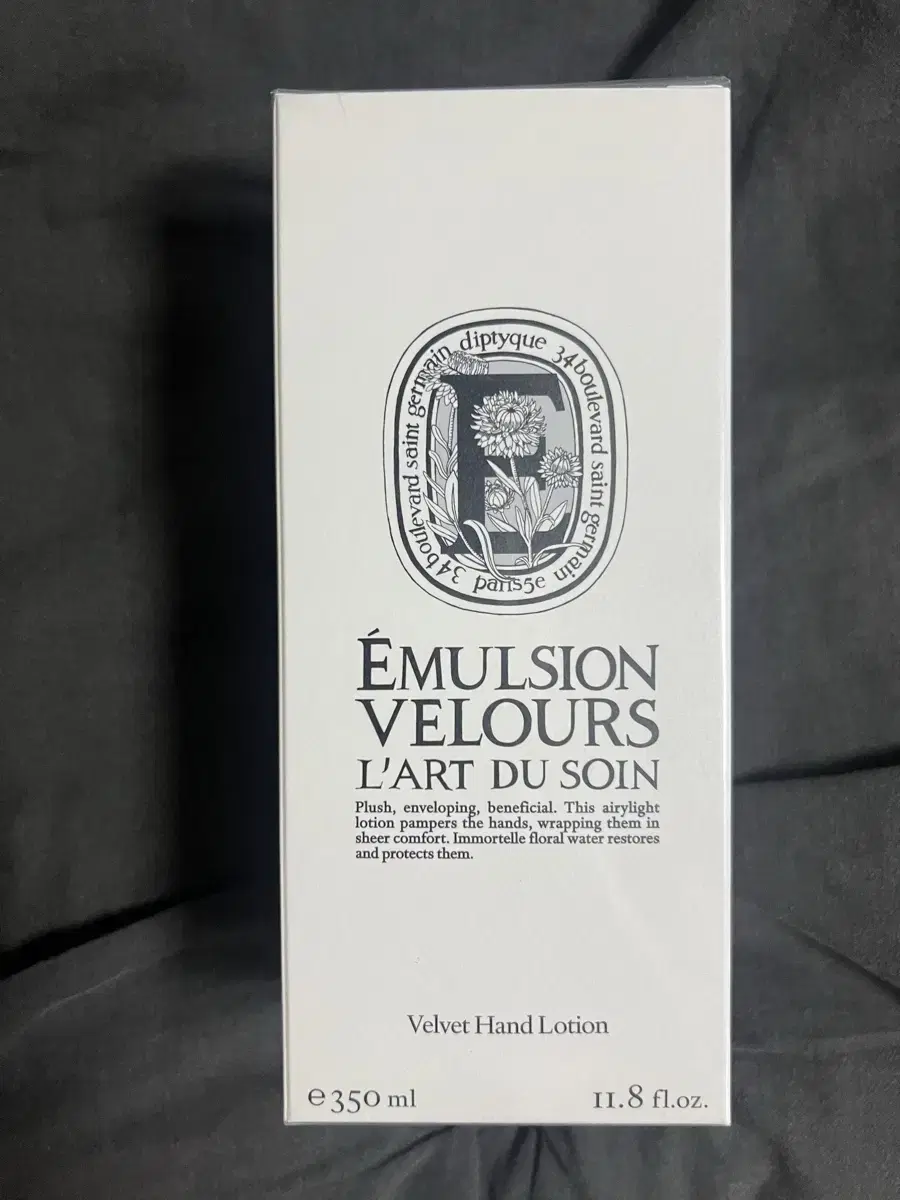 diptyque 34 boulevard saint germain paris5e 34 boulevard saint germain
E
ÉMULSION
VELOURS
L'ART DU SOIN
Plush, enveloping, beneficial. This airylight
lotion pampers the hands, wrapping them in
sheer comfort. Immortelle floral water restores
and protects them.
Velvet Hand Lotion
℮350 ml
11.8 fl.oz.